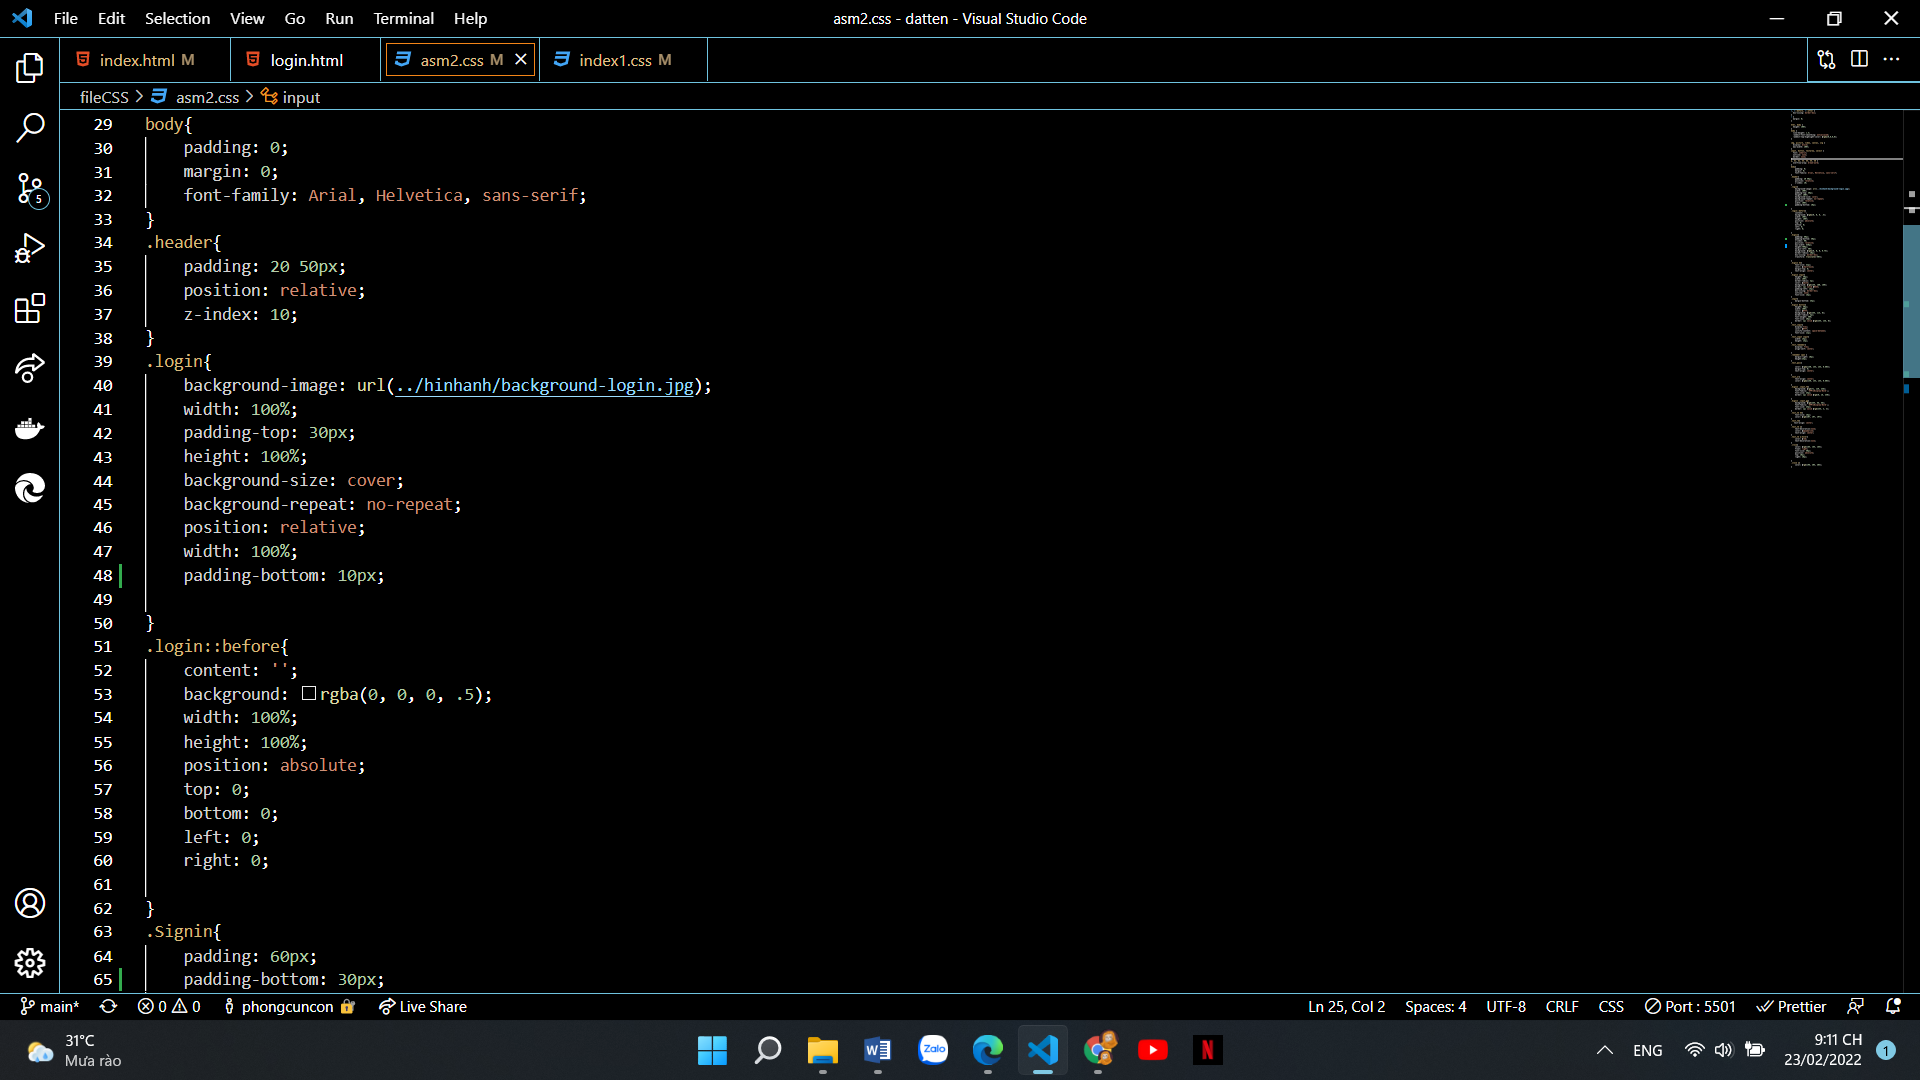 File Edit Selection View Go Run Terminal Help
asm2.css - datten - Visual Studio Code
index.html M
login.html
asm2.css M
index1.css M
fileCSS > asm2.css > input
29 body{
30 padding: 0;
31 margin: 0;
32 font-family: Arial, Helvetica, sans-serif;
33 }
34 .header{
35 padding: 20 50px;
36 position: relative;
37 z-index: 10;
38 }
39 .login{
40 background-image: url(../hinhanh/background-login.jpg);
41 width: 100%;
42 padding-top: 30px;
43 height: 100%;
44 background-size: cover;
45 background-repeat: no-repeat;
46 position: relative;
47 width: 100%;
48 padding-bottom: 10px;
49
50 }
51 .login::before{
52 content: '';
53 background: rgba(0, 0, 0, .5);
54 width: 100%;
55 height: 100%;
56 position: absolute;
57 top: 0;
58 bottom: 0;
59 left: 0;
60 right: 0;
61
62 }
63 .Signin{
64 padding: 60px;
65 padding-bottom: 30px;
5
main* 0 0 phongcuncon Live Share
Ln 25, Col 2 Spaces: 4 UTF-8 CRLF CSS Port : 5501 Prettier
31°C
Mưa rào
Zalo
N
ENG
9:11 CH
23/02/2022
1